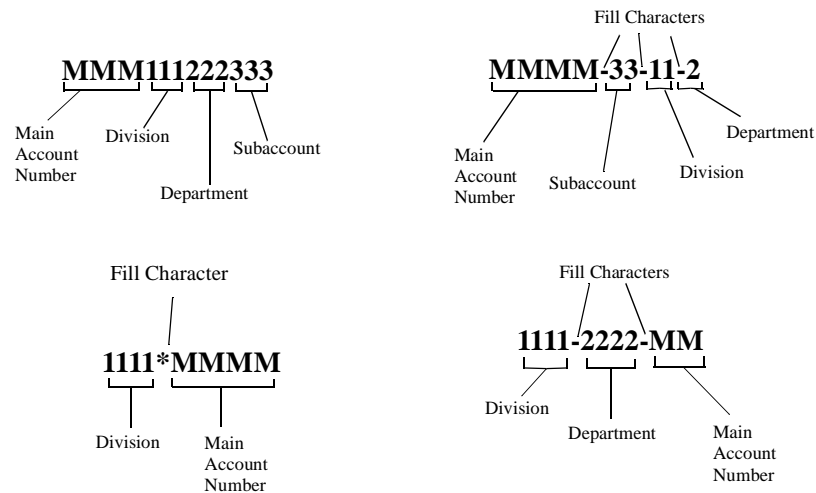 MMM111222333
Main
Account
Number
Division
Department
Subaccount
Fill Characters
MMMM-33-11-2
Main
Account
Number
Subaccount
Division
Department
Fill Character
1111*MMMM
Division
Main
Account
Number
Fill Characters
1111-2222-MM
Division
Department
Main
Account
Number